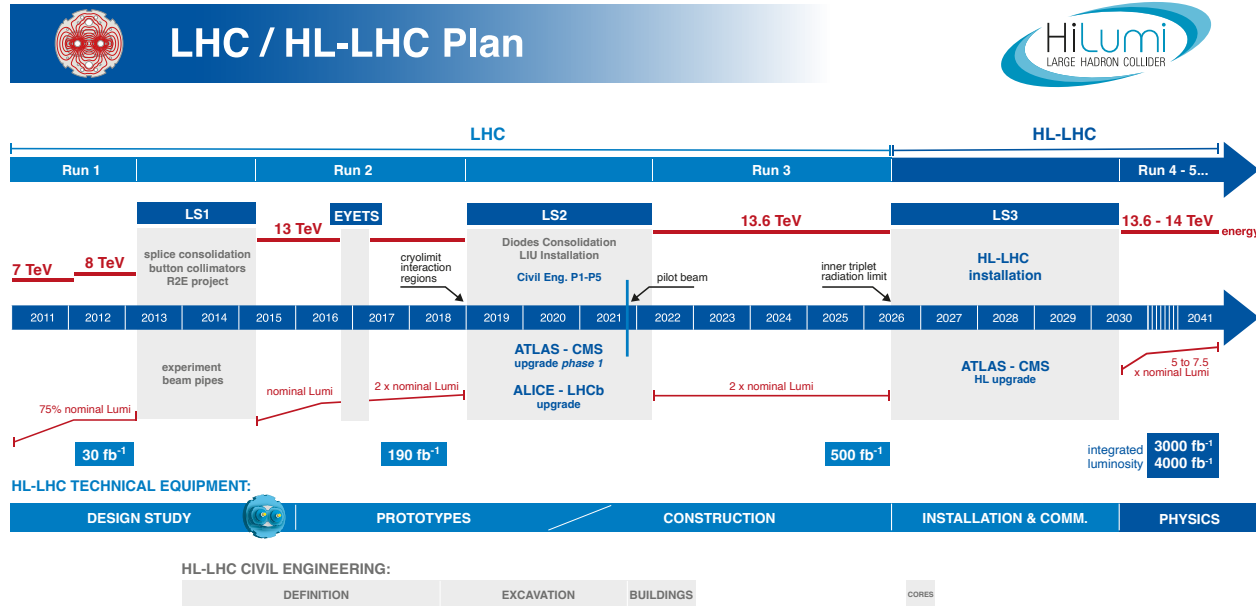 LHC / HL-LHC Plan
HiLumi
LARGE HADRON COLLIDER
LHC
HL-LHC
Run 1
Run 2
Run 3
Run 4 - 5...
LS1
EYETS
LS2
LS3
13 TeV
13.6 TeV
13.6 - 14 TeV
energy
7 TeV
8 TeV
splice consolidation
button collimators
R2E project
cryolimit
interaction
regions
Diodes Consolidation
LIU Installation
Civil Eng. P1-P5
pilot beam
inner triplet
radiation limit
HL-LHC
installation
2011
2012
2013
2014
2015
2016
2017
2018
2019
2020
2021
2022
2023
2024
2025
2026
2027
2028
2029
2030
2041
experiment
beam pipes
ATLAS - CMS
upgrade phase 1
ALICE - LHCb
upgrade
ATLAS - CMS
HL upgrade
5 to 7.5
x nominal Lumi
75% nominal Lumi
nominal Lumi
2 x nominal Lumi
2 x nominal Lumi
30 fb⁻¹
190 fb⁻¹
500 fb⁻¹
integrated
luminosity
3000 fb⁻¹
4000 fb⁻¹
HL-LHC TECHNICAL EQUIPMENT:
DESIGN STUDY
PROTOTYPES
CONSTRUCTION
INSTALLATION & COMM.
PHYSICS
HL-LHC CIVIL ENGINEERING:
DEFINITION
EXCAVATION
BUILDINGS
CORES